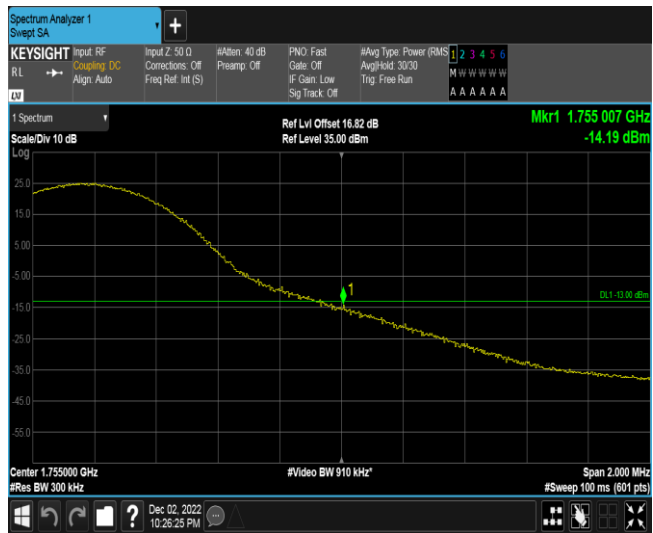 Spectrum Analyzer 1
Swept SA
KEYSIGHT
RL
Input: RF
Coupling: DC
Align: Auto
Input Z: 50 Ω
Corrections: Off
Freq Ref: Int (S)
#Atten: 40 dB
Preamp: Off
PNO: Fast
Gate: Off
IF Gain: Low
Sig Track: Off
#Avg Type: Power (RMS
Avg|Hold: 30/30
Trig: Free Run
1 2 3 4 5 6
M W W W W W
A A A A A A
LXI
1 Spectrum
Scale/Div 10 dB
Log
Ref Lvl Offset 16.82 dB
Ref Level 35.00 dBm
Mkr1 1.755 007 GHz
-14.19 dBm
25.0
15.0
5.00
-5.00
1
DL1 -13.00 dBm
-15.0
-25.0
-35.0
-45.0
-55.0
Center 1.755000 GHz
#Video BW 910 kHz*
Span 2.000 MHz
#Res BW 300 kHz
#Sweep 100 ms (601 pts)
?
Dec 02, 2022
10:26:25 PM